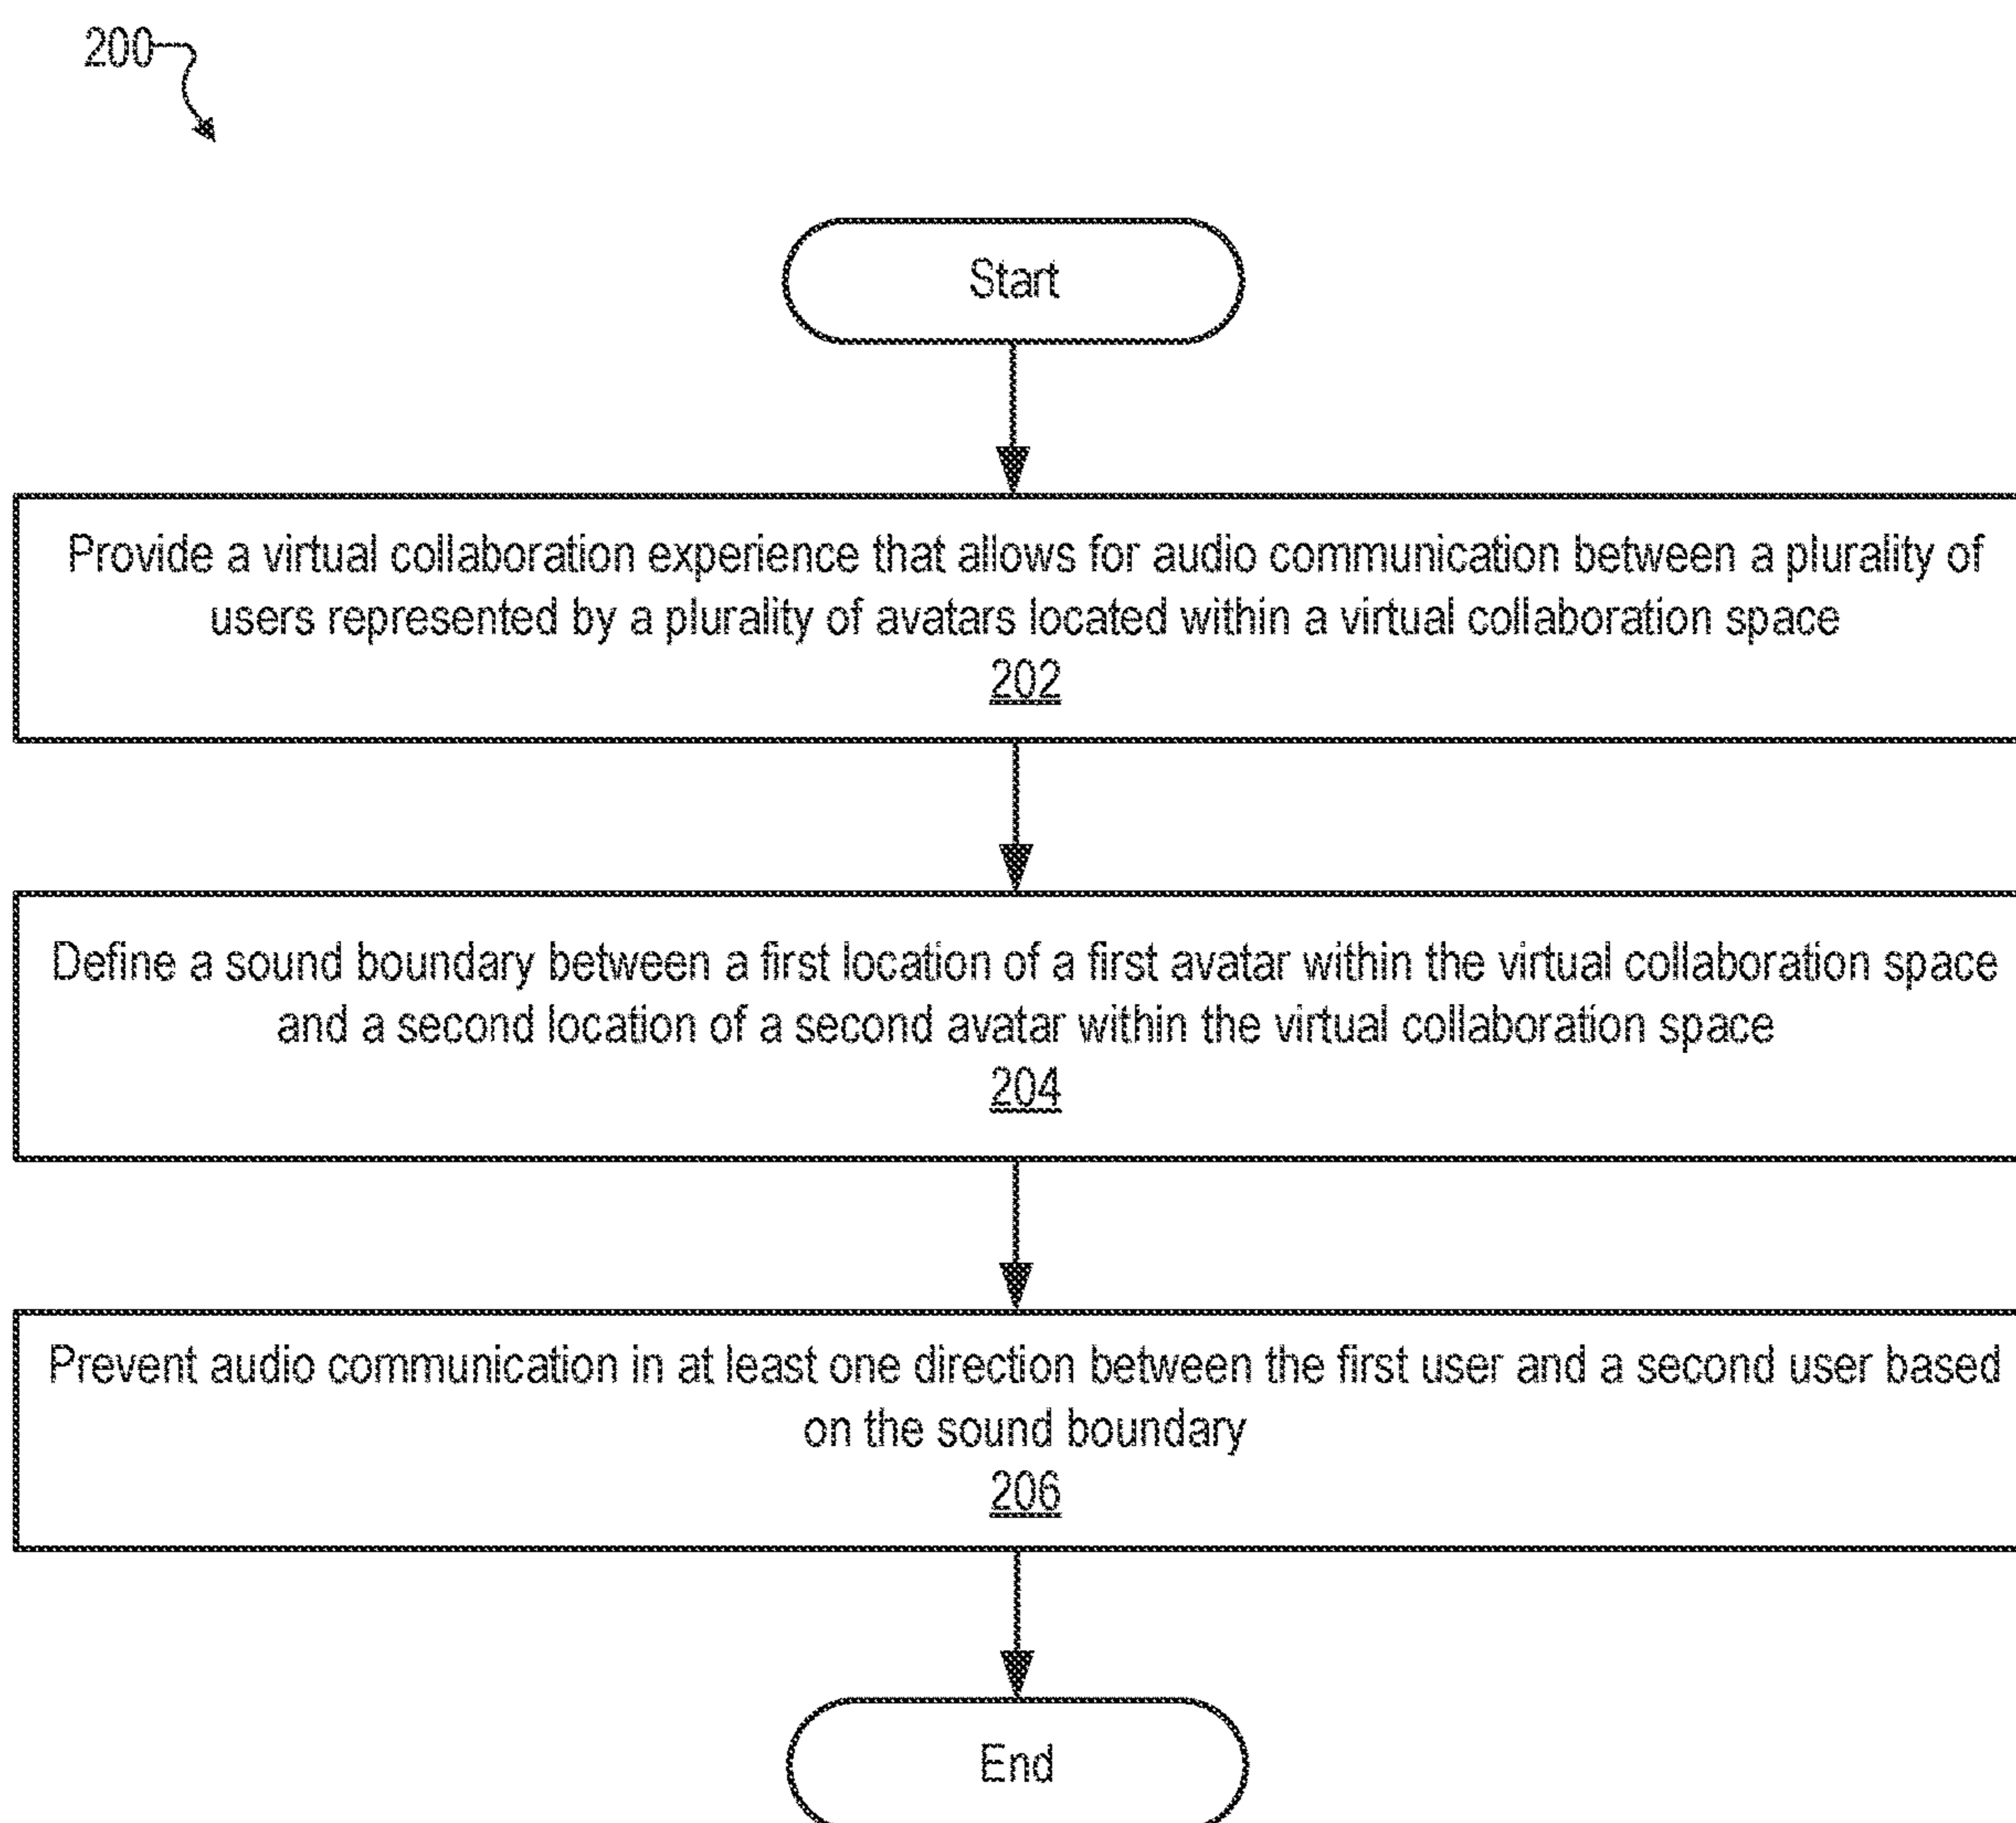 200
Start
Provide a virtual collaboration experience that allows for audio communication between a plurality of
users represented by a plurality of avatars located within a virtual collaboration space
202
Define a sound boundary between a first location of a first avatar within the virtual collaboration space
and a second location of a second avatar within the virtual collaboration space
204
Prevent audio communication in at least one direction between the first user and a second user based
on the sound boundary
206
End